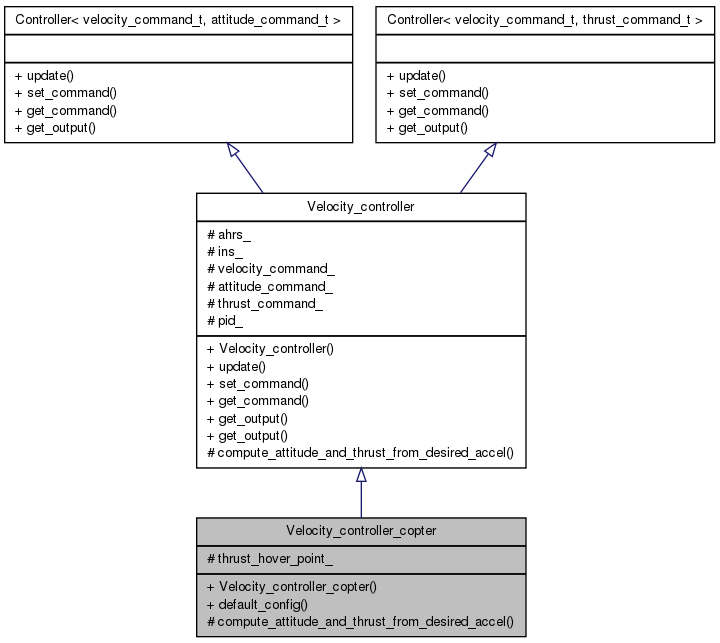 Controller< velocity_command_t, attitude_command_t >
+ update()
+ set_command()
+ get_command()
+ get_output()
Controller< velocity_command_t, thrust_command_t >
+ update()
+ set_command()
+ get_command()
+ get_output()
Velocity_controller
# ahrs_
# ins_
# velocity_command_
# attitude_command_
# thrust_command_
# pid_
+ Velocity_controller()
+ update()
+ set_command()
+ get_command()
+ get_output()
+ get_output()
# compute_attitude_and_thrust_from_desired_accel()
Velocity_controller_copter
# thrust_hover_point_
+ Velocity_controller_copter()
+ default_config()
# compute_attitude_and_thrust_from_desired_accel()